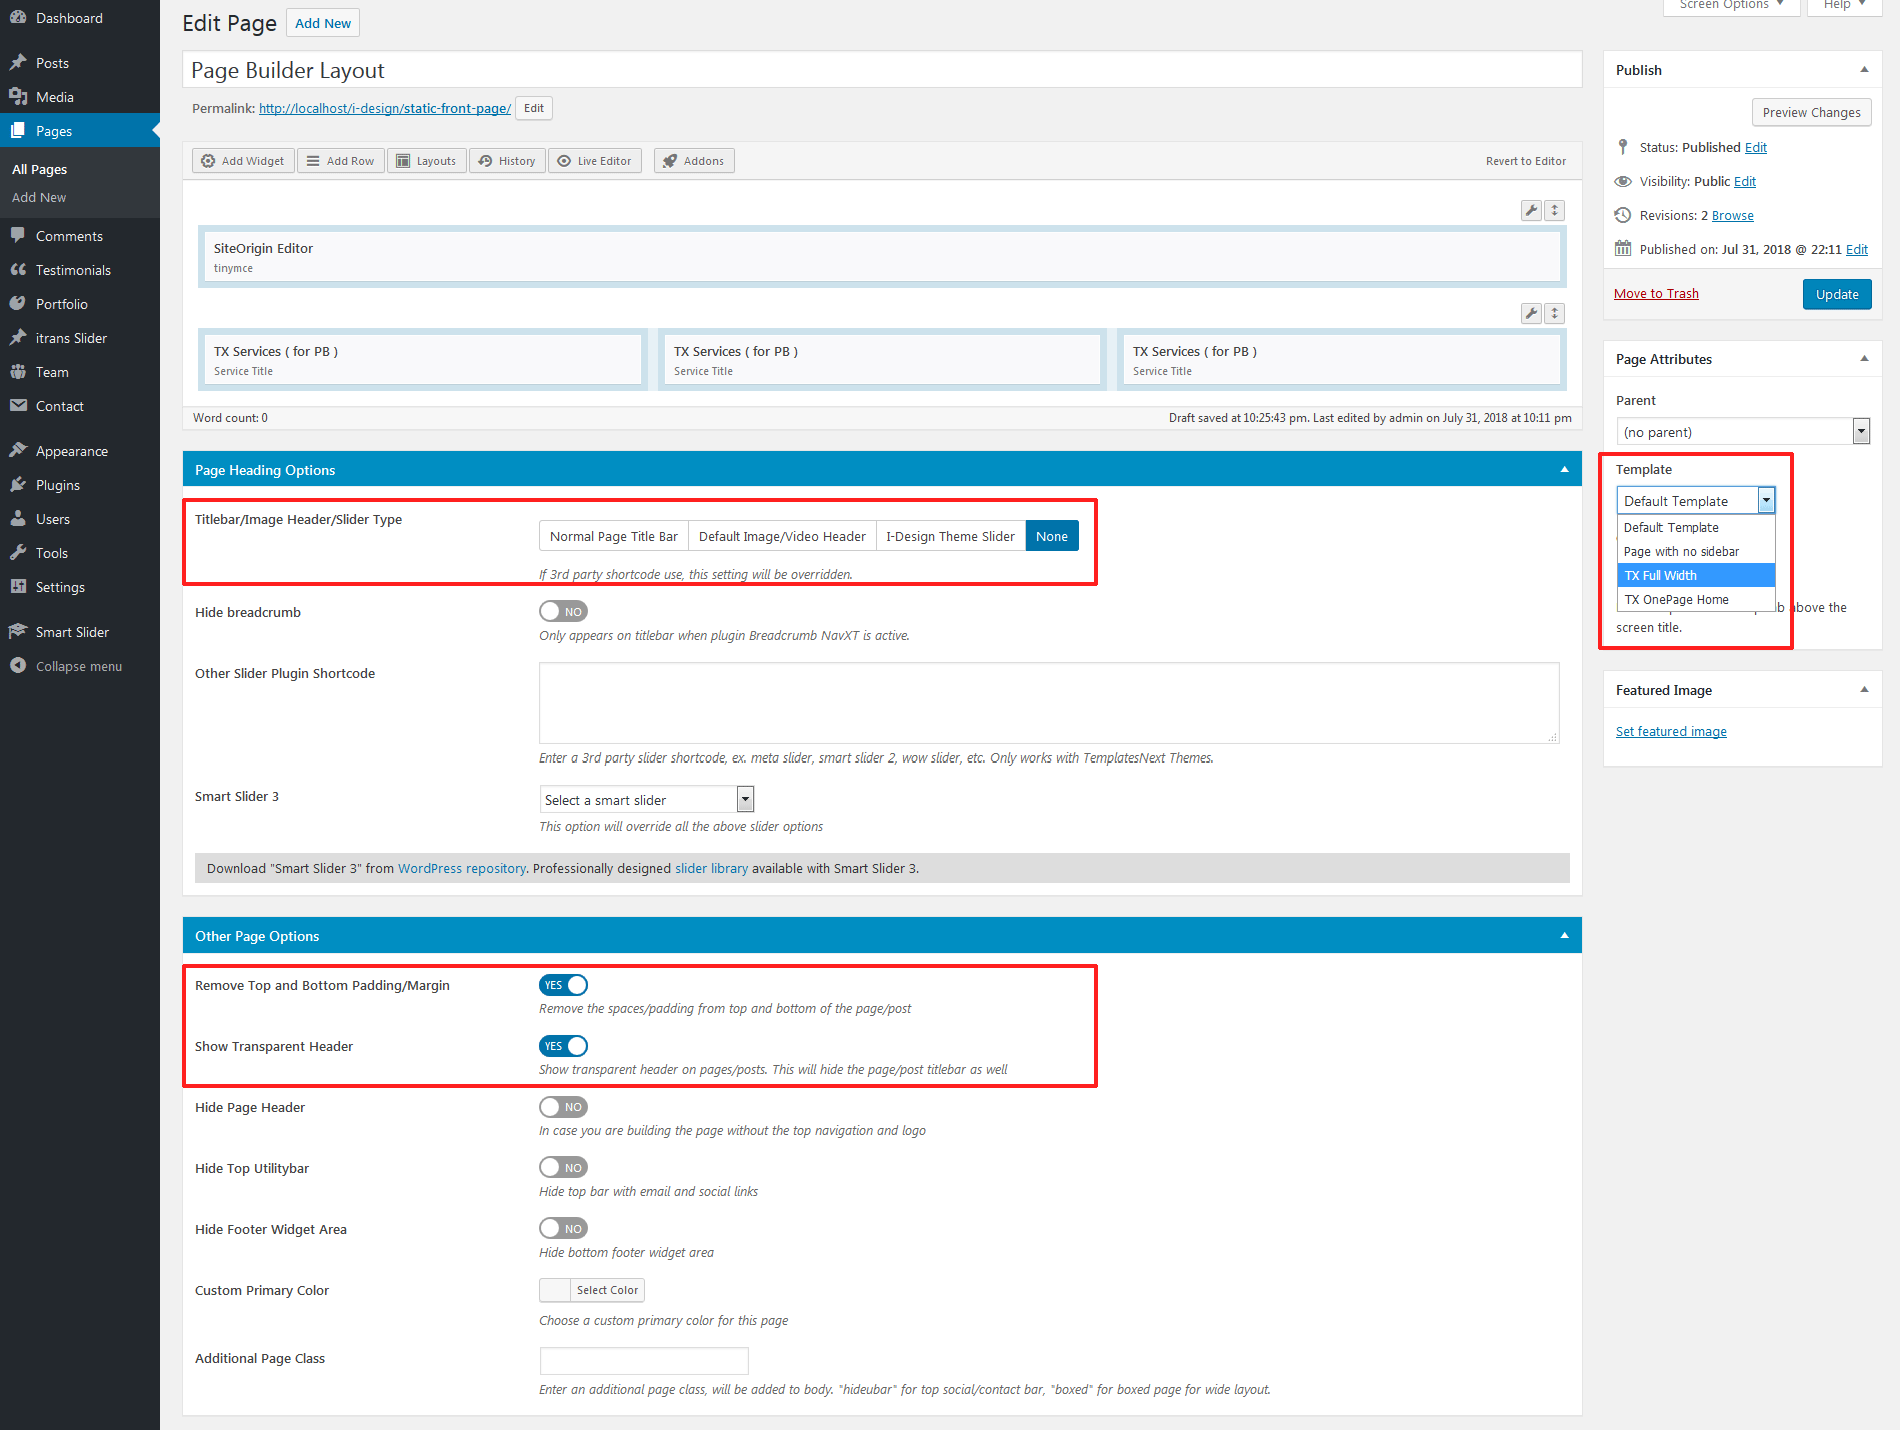 Dashboard
Posts
Media
Pages
All Pages
Add New
Comments
Testimonials
Portfolio
itrans Slider
Team
Contact
Appearance
Plugins
Users
Tools
Settings
Smart Slider
Collapse menu
Screen Options
Help
Edit Page
Add New
Page Builder Layout
Permalink: http://localhost/i-design/static-front-page/ Edit
Add Widget
Add Row
Layouts
History
Live Editor
Addons
Revert to Editor
SiteOrigin Editor
tinymce
TX Services ( for PB )
Service Title
TX Services ( for PB )
Service Title
TX Services ( for PB )
Service Title
Word count: 0
Draft saved at 10:25:43 pm. Last edited by admin on July 31, 2018 at 10:11 pm
Page Heading Options
Titlebar/Image Header/Slider Type
Normal Page Title Bar
Default Image/Video Header
I-Design Theme Slider
None
If 3rd party shortcode use, this setting will be overridden.
Hide breadcrumb
NO
Only appears on titlebar when plugin Breadcrumb NavXT is active.
Other Slider Plugin Shortcode
Enter a 3rd party slider shortcode, ex. meta slider, smart slider 2, wow slider, etc. Only works with TemplatesNext Themes.
Smart Slider 3
Select a smart slider
This option will override all the above slider options
Download "Smart Slider 3" from WordPress repository. Professionally designed slider library available with Smart Slider 3.
Other Page Options
Remove Top and Bottom Padding/Margin
YES
Remove the spaces/padding from top and bottom of the page/post
Show Transparent Header
YES
Show transparent header on pages/posts. This will hide the page/post titlebar as well
Hide Page Header
NO
In case you are building the page without the top navigation and logo
Hide Top Utilitybar
NO
Hide top bar with email and social links
Hide Footer Widget Area
NO
Hide bottom footer widget area
Custom Primary Color
Select Color
Choose a custom primary color for this page
Additional Page Class
Enter an additional page class, will be added to body. "hideubar" for top social/contact bar, "boxed" for boxed page for wide layout.
Publish
Preview Changes
Status: Published Edit
Visibility: Public Edit
Revisions: 2 Browse
Published on: Jul 31, 2018 @ 22:11 Edit
Move to Trash
Update
Page Attributes
Parent
(no parent)
Template
Default Template
Default Template
Page with no sidebar
TX Full Width
TX OnePage Home
b above the
screen title.
Featured Image
Set featured image